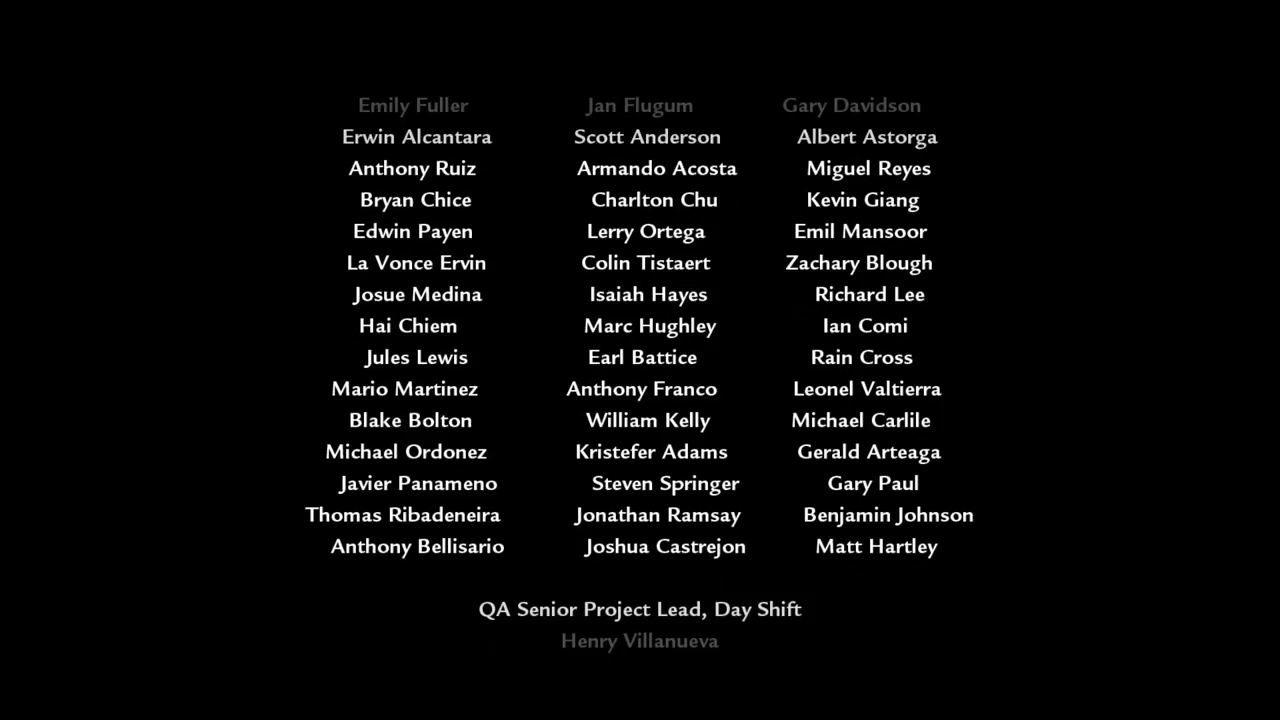 Emily Fuller Jan Flugum Gary Davidson
Erwin Alcantara Scott Anderson Albert Astorga
Anthony Ruiz Armando Acosta Miguel Reyes
Bryan Chice Charlton Chu Kevin Giang
Edwin Payen Lerry Ortega Emil Mansoor
La Vonce Ervin Colin Tistaert Zachary Blough
Josue Medina Isaiah Hayes Richard Lee
Hai Chiem Marc Hughley Ian Comi
Jules Lewis Earl Battice Rain Cross
Mario Martinez Anthony Franco Leonel Valtierra
Blake Bolton William Kelly Michael Carlile
Michael Ordonez Kristefer Adams Gerald Arteaga
Javier Panameno Steven Springer Gary Paul
Thomas Ribadeneira Jonathan Ramsay Benjamin Johnson
Anthony Bellisario Joshua Castrejon Matt Hartley
QA Senior Project Lead, Day Shift
Henry Villanueva